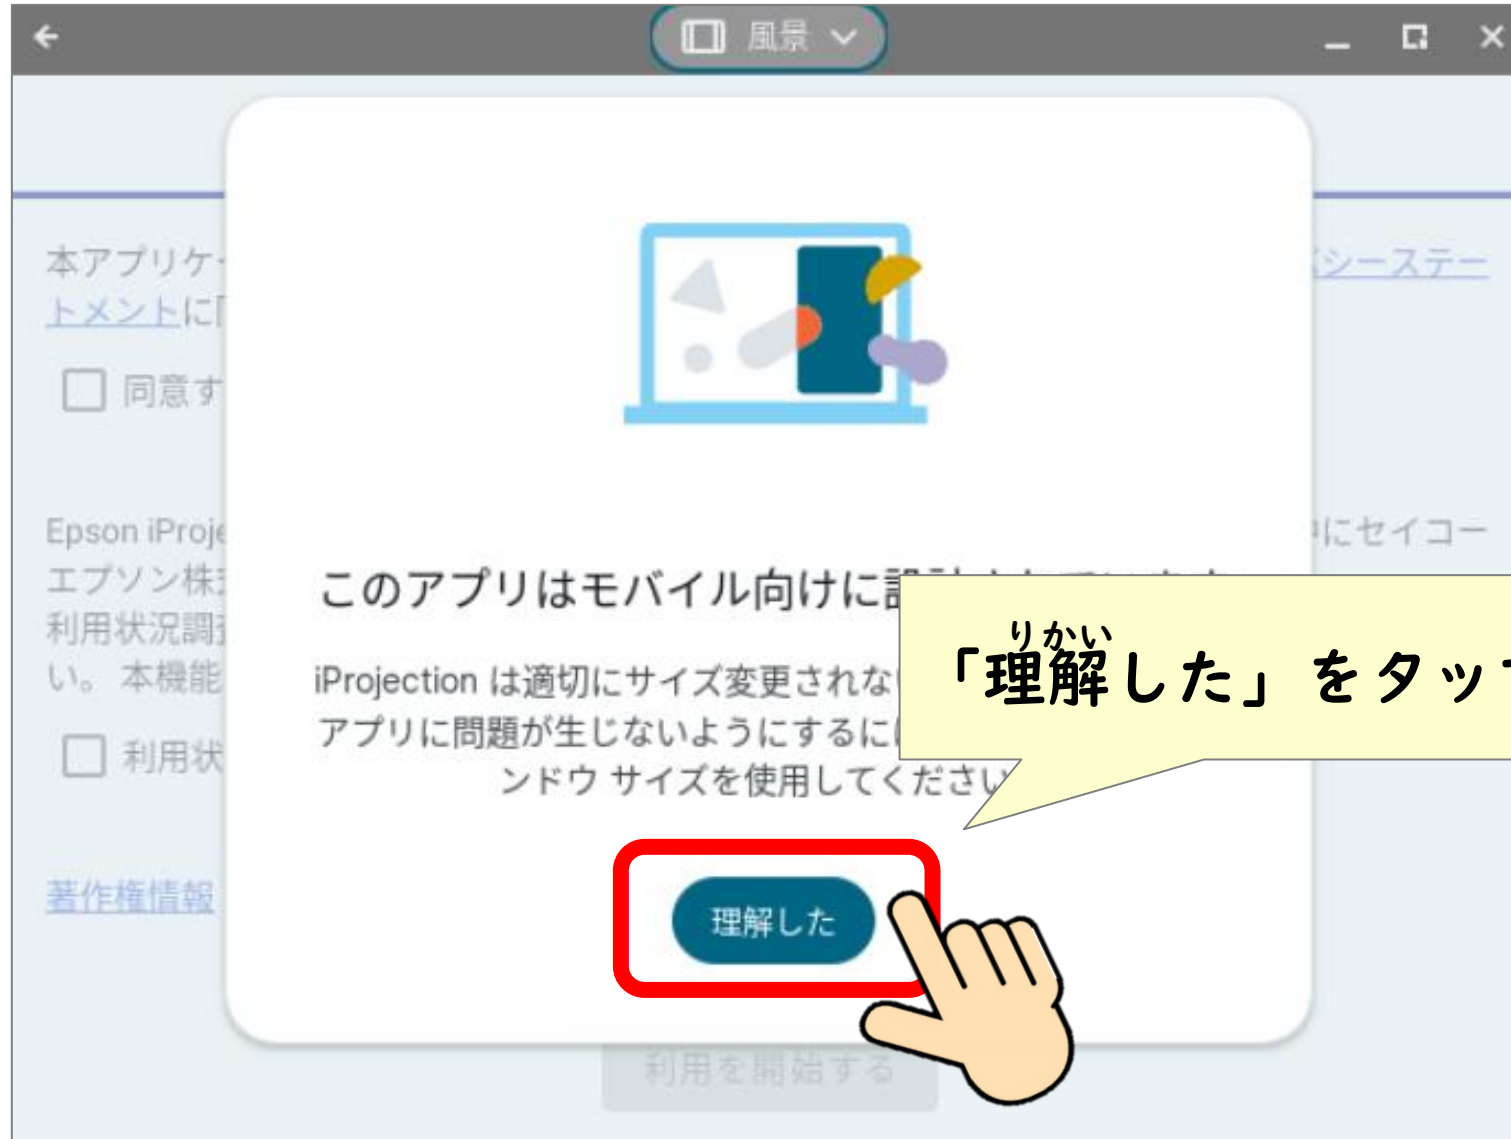 風景
本アプリケー
シーステー
トメントに
同意す
Epson iProje
にセイコー
エプソン株
利用状況調
い。 本機能
利用状
著作権情報
このアプリはモバイル向けに
iProjection は適切にサイズ変更されな
アプリに問題が生じないようにするに
ンドウ サイズを使用してください
りかい
「理解した」をタッ
理解した
利用を開始する